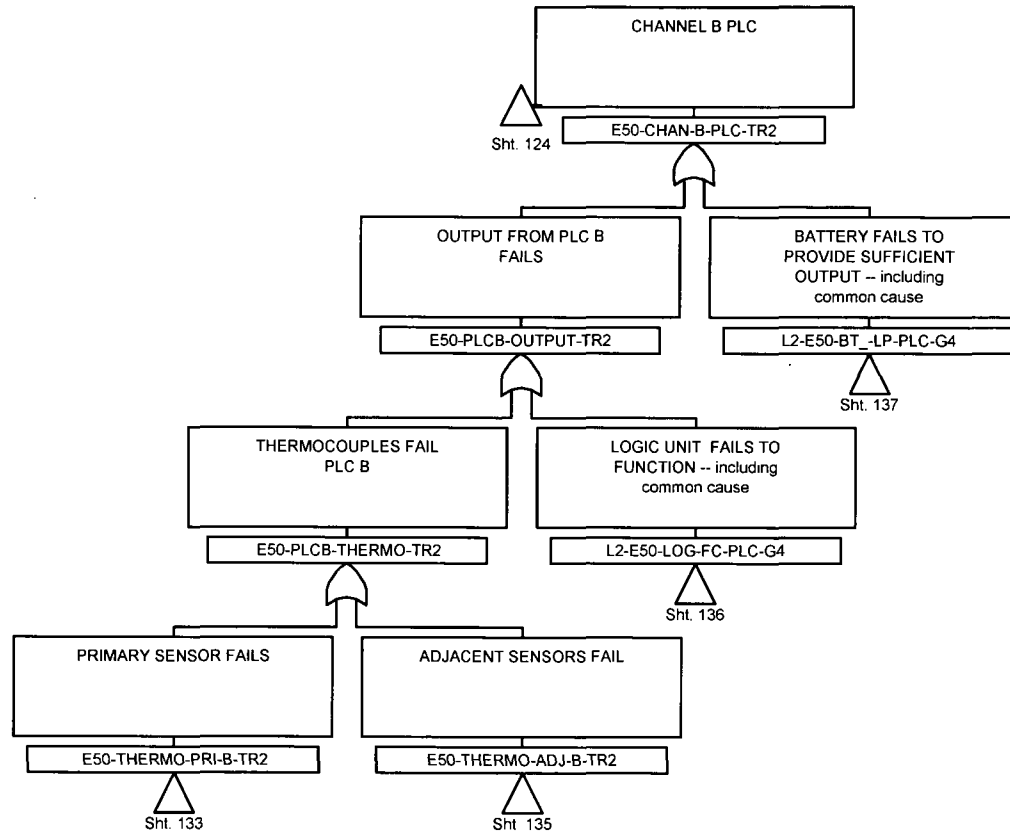 CHANNEL B PLC
Sht. 124
E50-CHAN-B-PLC-TR2
OUTPUT FROM PLC B
FAILS
E50-PLCB-OUTPUT-TR2
BATTERY FAILS TO
PROVIDE SUFFICIENT
OUTPUT -- including
common cause
L2-E50-BT_-LP-PLC-G4
Sht. 137
THERMOCOUPLES FAIL
PLC B
E50-PLCB-THERMO-TR2
LOGIC UNIT FAILS TO
FUNCTION -- including
common cause
L2-E50-LOG-FC-PLC-G4
Sht. 136
PRIMARY SENSOR FAILS
E50-THERMO-PRI-B-TR2
Sht. 133
ADJACENT SENSORS FAIL
E50-THERMO-ADJ-B-TR2
Sht 135